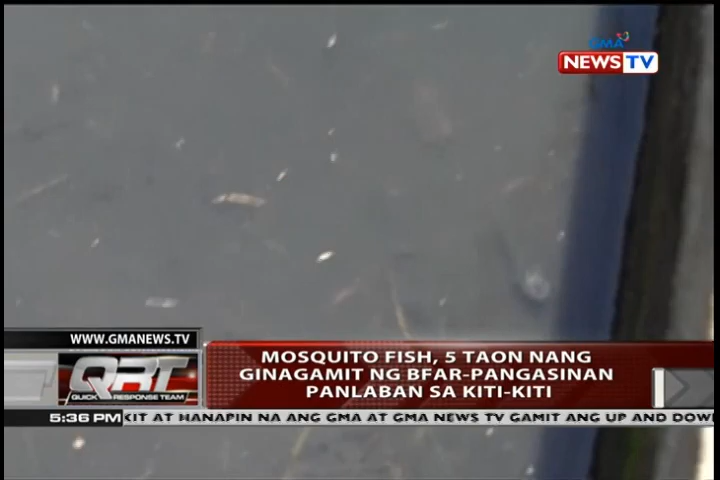 GMA
NEWS TV
WWW.GMANEWS.TV
QRT
QUICK RESPONSE TEAM
MOSQUITO FISH, 5 TAON NANG
GINAGAMIT NG BFAR-PANGASINAN
PANLABAN SA KITI-KITI
5:36 PM
KIT AT HANAPIN NA ANG GMA AT GMA NEWS TV GAMIT ANG UP AND DOWN